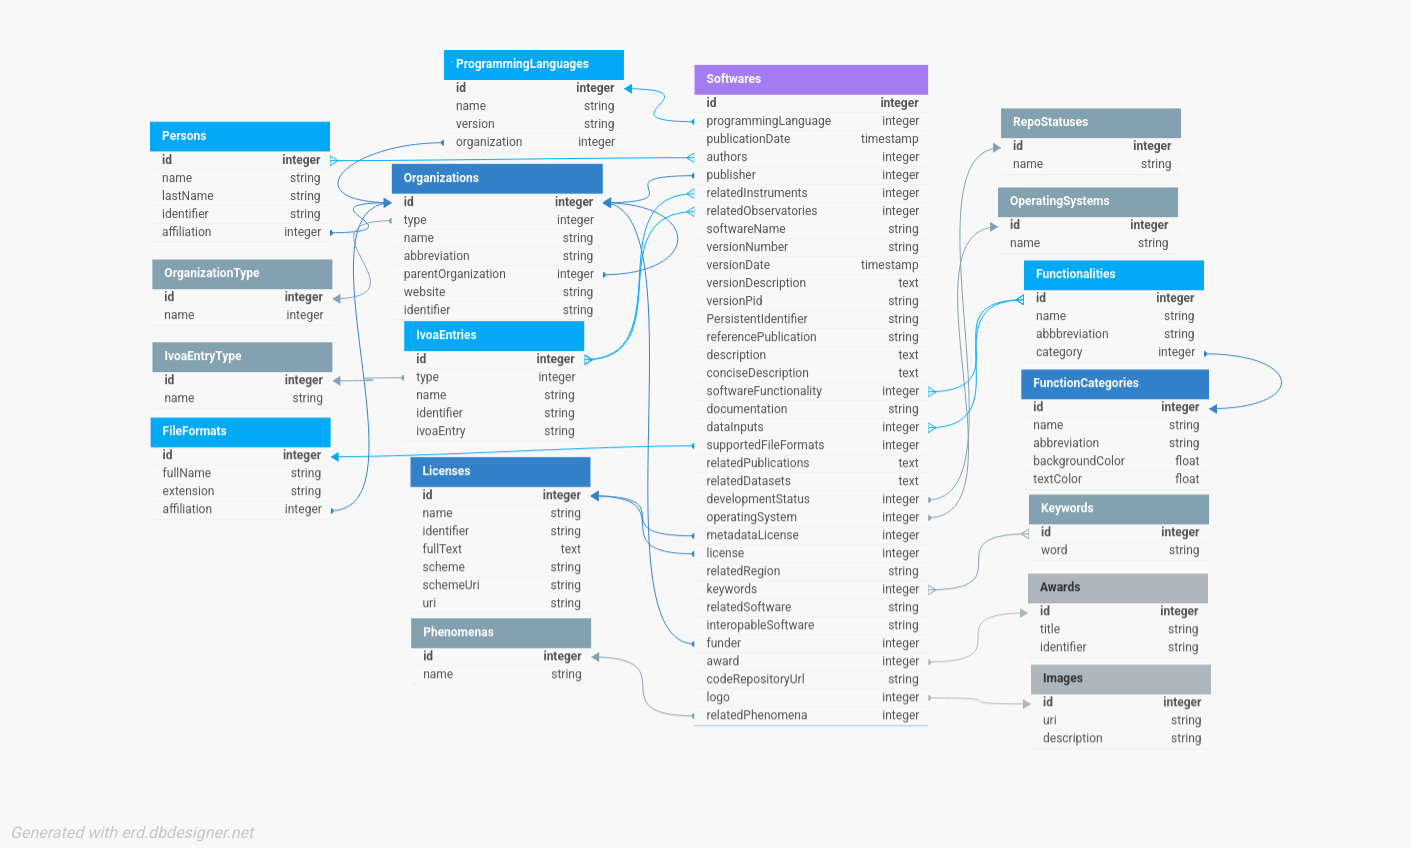 ProgrammingLanguages
id integer
name string
version string
organization integer
Persons
id integer
name string
lastName string
identifier string
affiliation integer
Organizations
id integer
type integer
name string
abbreviation string
parentOrganization integer
website string
identifier string
OrganizationType
id integer
name integer
IvoaEntries
id integer
type integer
name string
identifier string
ivoaEntry string
IvoaEntryType
id integer
name string
FileFormats
id integer
fullName string
extension string
affiliation integer
Licenses
id integer
name string
identifier string
fullText text
scheme string
schemeUri string
uri string
Phenomenas
id integer
name string
Softwares
id integer
programmingLanguage integer
publicationDate timestamp
authors integer
publisher integer
relatedInstruments integer
relatedObservatories integer
softwareName string
versionNumber string
versionDate timestamp
versionDescription text
versionPid string
PersistentIdentifier string
referencePublication string
description text
conciseDescription text
softwareFunctionality integer
documentation string
dataInputs integer
supportedFileFormats integer
relatedPublications text
relatedDatasets text
developmentStatus integer
operatingSystem integer
metadataLicense integer
license integer
relatedRegion string
keywords integer
relatedSoftware string
interopableSoftware string
funder integer
award integer
codeRepositoryUrl string
logo integer
relatedPhenomena integer
RepoStatuses
id integer
name string
OperatingSystems
id integer
name string
Functionalities
id integer
name string
abbbreviation string
category integer
FunctionCategories
id integer
name string
abbreviation string
backgroundColor float
textColor float
Keywords
id integer
word string
Awards
id integer
title string
identifier string
Images
id integer
uri string
description string
Generated with erd.dbdesigner.net